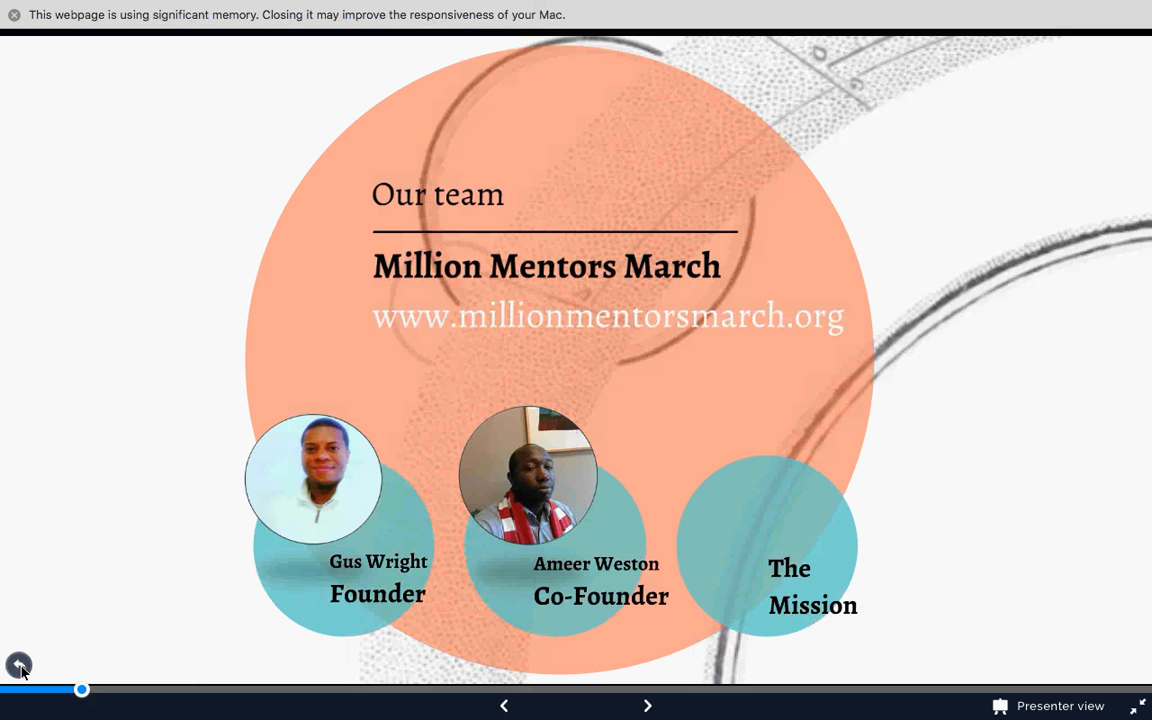 This webpage is using significant memory. Closing it may improve the responsiveness of your Mac.
Our team
Million Mentors March
www.millionmentorsmarch.org
Gus Wright
Founder
Ameer Weston
Co-Founder
The
Mission
Presenter view